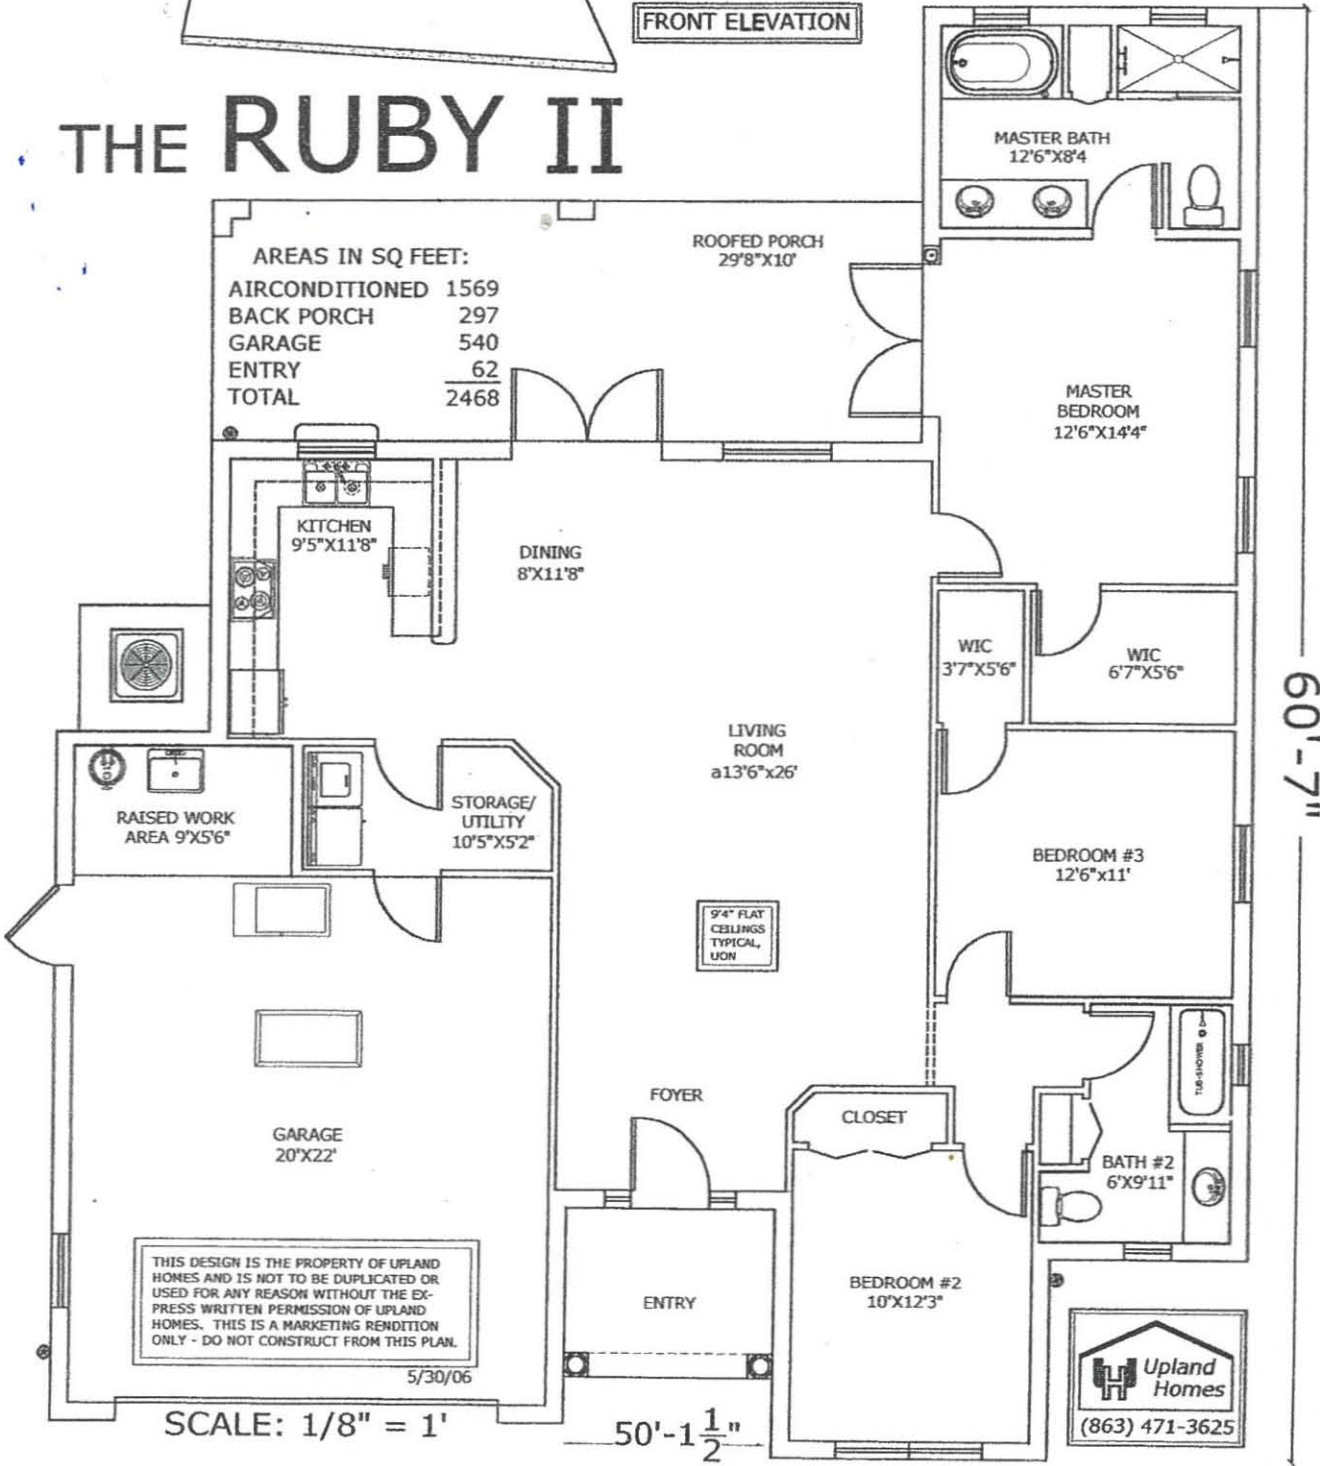 FRONT ELEVATION
THE RUBY II
MASTER BATH
12'6"X8'4
AREAS IN SQ FEET:
AIRCONDITIONED 1569
BACK PORCH 297
GARAGE 540
ENTRY 62
TOTAL 2468
ROOFED PORCH
29'8"X10'
MASTER
BEDROOM
12'6"X14'4"
KITCHEN
9'5"X11'8"
DINING
8'X11'8"
WIC
3'7"X5'6"
WIC
6'7"X5'6"
60'-7"
LIVING
ROOM
a13'6"x26'
RAISED WORK
AREA 9'X5'6"
STORAGE/
UTILITY
10'5"X5'2"
BEDROOM #3
12'6"x11'
9'4" FLAT
CEILINGS
TYPICAL,
UON
TUB-SHOWER
FOYER
CLOSET
GARAGE
20'X22'
BATH #2
6'X9'11"
THIS DESIGN IS THE PROPERTY OF UPLAND
HOMES AND IS NOT TO BE DUPLICATED OR
USED FOR ANY REASON WITHOUT THE EX-
PRESS WRITTEN PERMISSION OF UPLAND
HOMES. THIS IS A MARKETING RENDITION
ONLY - DO NOT CONSTRUCT FROM THIS PLAN.
5/30/06
ENTRY
BEDROOM #2
10'X12'3"
Upland
Homes
(863) 471-3625
SCALE: 1/8" = 1'
50'-1 1/2"